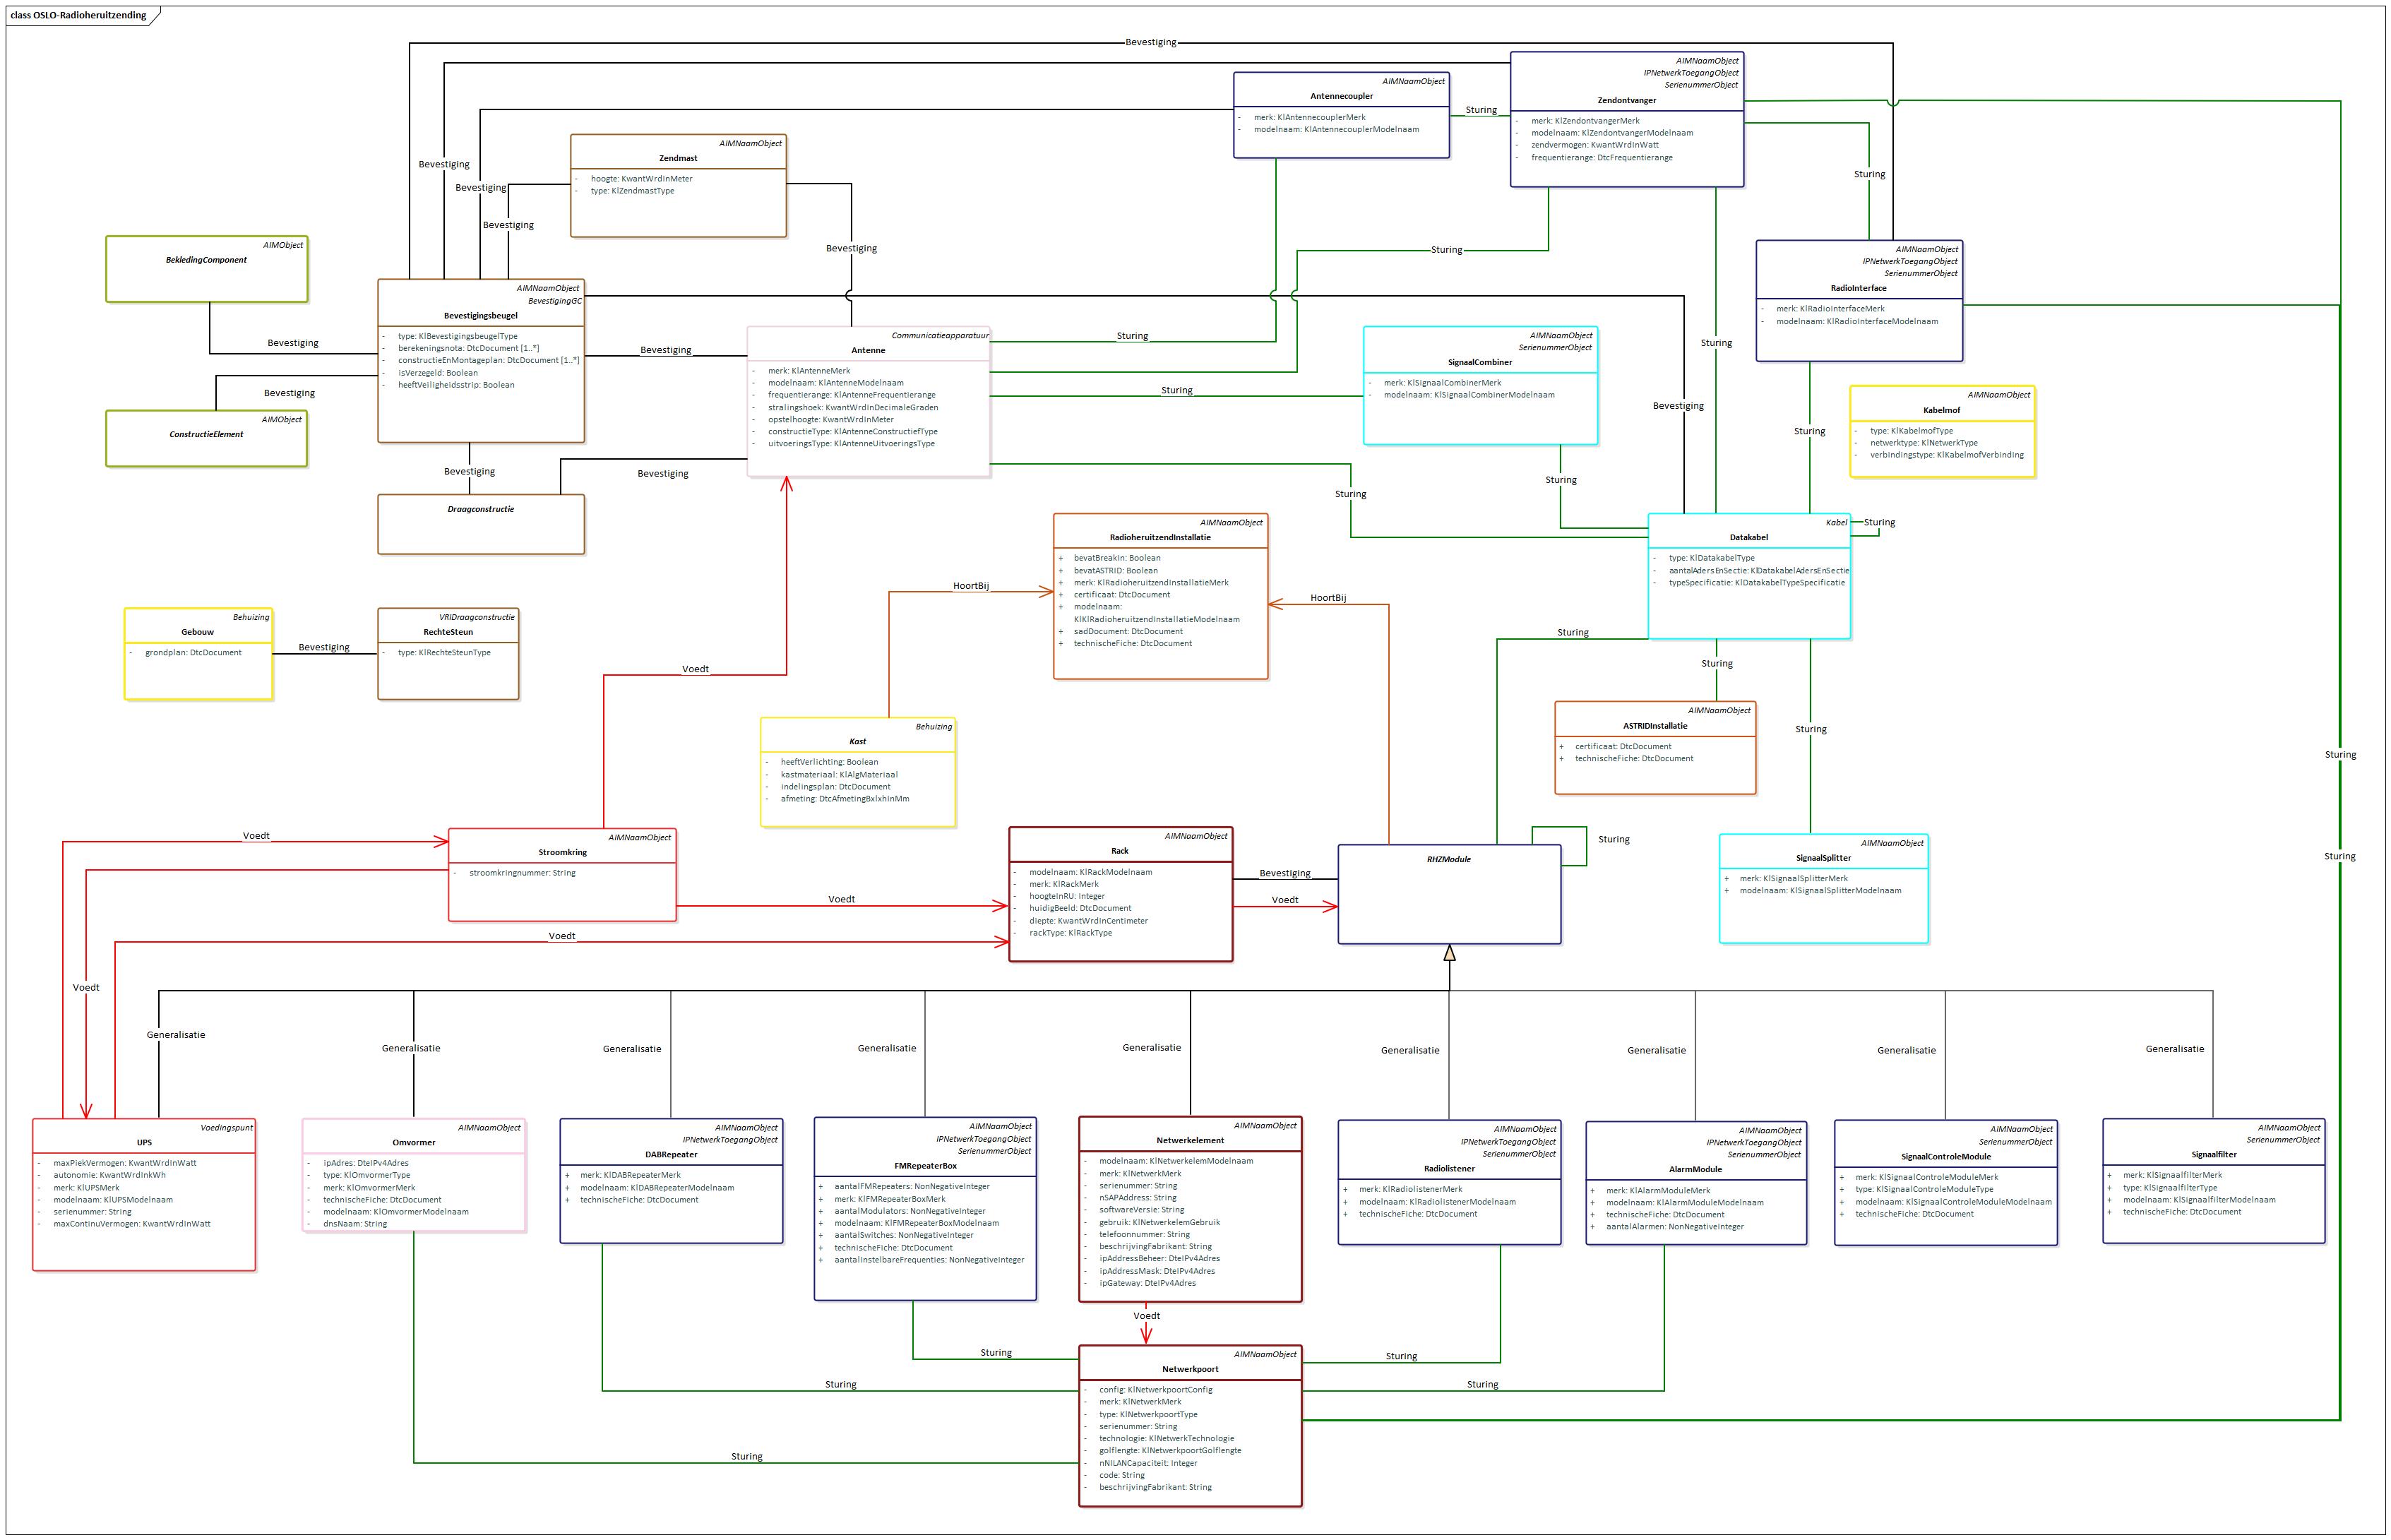 class OSLO-Radioheruitzending
Bevestiging
AIMNaamObject
IPNetwerkToegangObject
SerienummerObject
Zendontvanger
- merk: KlZendontvangerMerk
- modelnaam: KlZendontvangerModelnaam
- zendvermogen: KwantWrdInWatt
- frequentierange: DtcFrequentierange
AIMNaamObject
Antennecoupler
- merk: KlAntennecouplerMerk
- modelnaam: KlAntennecouplerModelnaam
Sturing
AIMNaamObject
Zendmast
- hoogte: KwantWrdInMeter
- type: KlZendmastType
Bevestiging
Bevestiging
Bevestiging
Bevestiging
Sturing
Sturing
AIMObject
BekledingComponent
AIMNaamObject
IPNetwerkToegangObject
SerienummerObject
RadioInterface
- merk: KlRadioInterfaceMerk
- modelnaam: KlRadioInterfaceModelnaam
AIMNaamObject
BevestigingGC
Bevestigingsbeugel
- type: KlBevestigingsbeugelType
- berekeningsnota: DtcDocument [1..*]
- constructieEnMontageplan: DtcDocument [1..*]
- isVerzegeld: Boolean
- heeftVeiligheidsstrip: Boolean
Bevestiging
Bevestiging
Bevestiging
Communicatieapparatuur
Antenne
- merk: KlAntenneMerk
- modelnaam: KlAntenneModelnaam
- frequentierange: KlAntenneFrequentierange
- stralingshoek: KwantWrdInDecimaleGraden
- opstelhoogte: KwantWrdInMeter
- constructieType: KlAntenneConstructiefType
- uitvoeringsType: KlAntenneUitvoeringsType
Sturing
Sturing
AIMNaamObject
SerienummerObject
SignaalCombiner
- merk: KlSignaalCombinerMerk
- modelnaam: KlSignaalCombinerModelnaam
Sturing
Bevestiging
Sturing
AIMNaamObject
Kabelmof
- type: KlKabelmofType
- netwerktype: KlNetwerkType
- verbindingstype: KlKabelmofVerbinding
AIMObject
ConstructieElement
Bevestiging
Bevestiging
Sturing
Sturing
Draagconstructie
AIMNaamObject
RadioheruitzendInstallatie
+ bevatBreakIn: Boolean
+ bevatASTRID: Boolean
+ merk: KlRadioheruitzendInstallatieMerk
+ certificaat: DtcDocument
+ modelnaam:
KlKlRadioheruitzendInstallatieModelnaam
+ sadDocument: DtcDocument
+ technischeFiche: DtcDocument
Kabel
Datakabel
- type: KlDatakabelType
- aantalAdersEnSectie: KlDatakabelAdersEnSectie
- typeSpecificatie: KlDatakabelTypeSpecificatie
Sturing
HoortBij
HoortBij
Behuizing
Gebouw
- grondplan: DtcDocument
Bevestiging
VRIDraagconstructie
RechteSteun
- type: KlRechteSteunType
Sturing
Sturing
Voedt
AIMNaamObject
ASTRIDInstallatie
+ certificaat: DtcDocument
+ technischeFiche: DtcDocument
Sturing
Sturing
Behuizing
Kast
- heeftVerlichting: Boolean
- kastmateriaal: KlAlgMateriaal
- indelingsplan: DtcDocument
- afmeting: DtcAfmetingBxlxhInMm
Voedt
AIMNaamObject
Stroomkring
- stroomkringnummer: String
Voedt
AIMNaamObject
Rack
- modelnaam: KlRackModelnaam
- merk: KlRackMerk
- hoogteInRU: Integer
- huidigBeeld: DtcDocument
- diepte: KwantWrdInCentimeter
- rackType: KlRackType
Bevestiging
Voedt
RHZModule
Sturing
AIMNaamObject
SignaalSplitter
+ merk: KlSignaalSplitterMerk
+ modelnaam: KlSignaalSplitterModelnaam
Sturing
Voedt
Voedt
Generalisatie
Generalisatie
Generalisatie
Generalisatie
Generalisatie
Generalisatie
Generalisatie
Generalisatie
Generalisatie
Voedingspunt
UPS
- maxPiekVermogen: KwantWrdInWatt
- autonomie: KwantWrdInkWh
- merk: KlUPSMerk
- modelnaam: KlUPSModelnaam
- serienummer: String
- maxContinuVermogen: KwantWrdInWatt
AIMNaamObject
Omvormer
- ipAdres: DteIPv4Adres
- type: KlOmvormerType
- merk: KlOmvormerMerk
- technischeFiche: DtcDocument
- modelnaam: KlOmvormerModelnaam
- dnsNaam: String
AIMNaamObject
IPNetwerkToegangObject
DABRepeater
+ merk: KlDABRepeaterMerk
+ modelnaam: KlDABRepeaterModelnaam
+ technischeFiche: DtcDocument
AIMNaamObject
IPNetwerkToegangObject
SerienummerObject
FMRepeaterBox
+ aantalFMRepeaters: NonNegativeInteger
+ merk: KlFMRepeaterBoxMerk
+ aantalModulators: NonNegativeInteger
+ modelnaam: KlFMRepeaterBoxModelnaam
+ aantalSwitches: NonNegativeInteger
+ technischeFiche: DtcDocument
+ aantalInstelbareFrequenties: NonNegativeInteger
AIMNaamObject
Netwerkelement
- modelnaam: KlNetwerkelemModelnaam
- merk: KlNetwerkMerk
- serienummer: String
- nSAPAddress: String
- softwareVersie: String
- gebruik: KlNetwerkelemGebruik
- telefoonnummer: String
- beschrijvingFabrikant: String
- ipAddressBeheer: DteIPv4Adres
- ipAddressMask: DteIPv4Adres
- ipGateway: DteIPv4Adres
AIMNaamObject
IPNetwerkToegangObject
SerienummerObject
Radiolistener
+ merk: KlRadiolistenerMerk
+ modelnaam: KlRadiolistenerModelnaam
+ technischeFiche: DtcDocument
AIMNaamObject
IPNetwerkToegangObject
SerienummerObject
AlarmModule
+ merk: KlAlarmModuleMerk
+ modelnaam: KlAlarmModuleModelnaam
+ technischeFiche: DtcDocument
+ aantalAlarmen: NonNegativeInteger
AIMNaamObject
SerienummerObject
SignaalControleModule
+ merk: KlSignaalControleModuleMerk
+ type: KlSignaalControleModuleType
+ modelnaam: KlSignaalControleModuleModelnaam
+ technischeFiche: DtcDocument
AIMNaamObject
SerienummerObject
Signaalfilter
+ merk: KlSignaalfilterMerk
+ type: KlSignaalfilterType
+ modelnaam: KlSignaalfilterModelnaam
+ technischeFiche: DtcDocument
Voedt
Sturing
Sturing
Sturing
Sturing
Sturing
AIMNaamObject
Netwerkpoort
- config: KlNetwerkpoortConfig
- merk: KlNetwerkMerk
- type: KlNetwerkpoortType
- serienummer: String
- technologie: KlNetwerkTechnologie
- golflengte: KlNetwerkpoortGolflengte
- nNILANCapaciteit: Integer
- code: String
- beschrijvingFabrikant: String